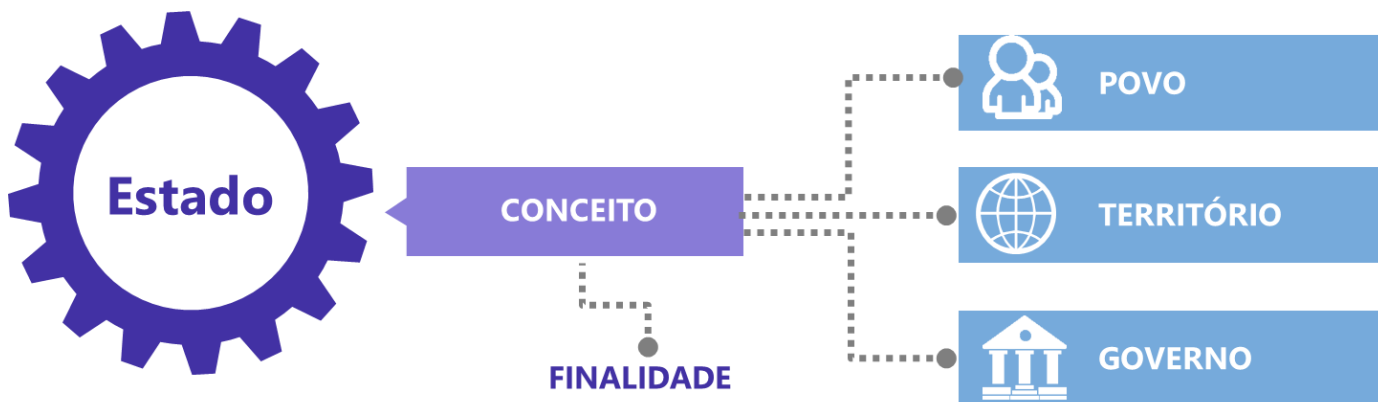 Estado
CONCEITO
FINALIDADE
POVO
TERRITÓRIO
GOVERNO